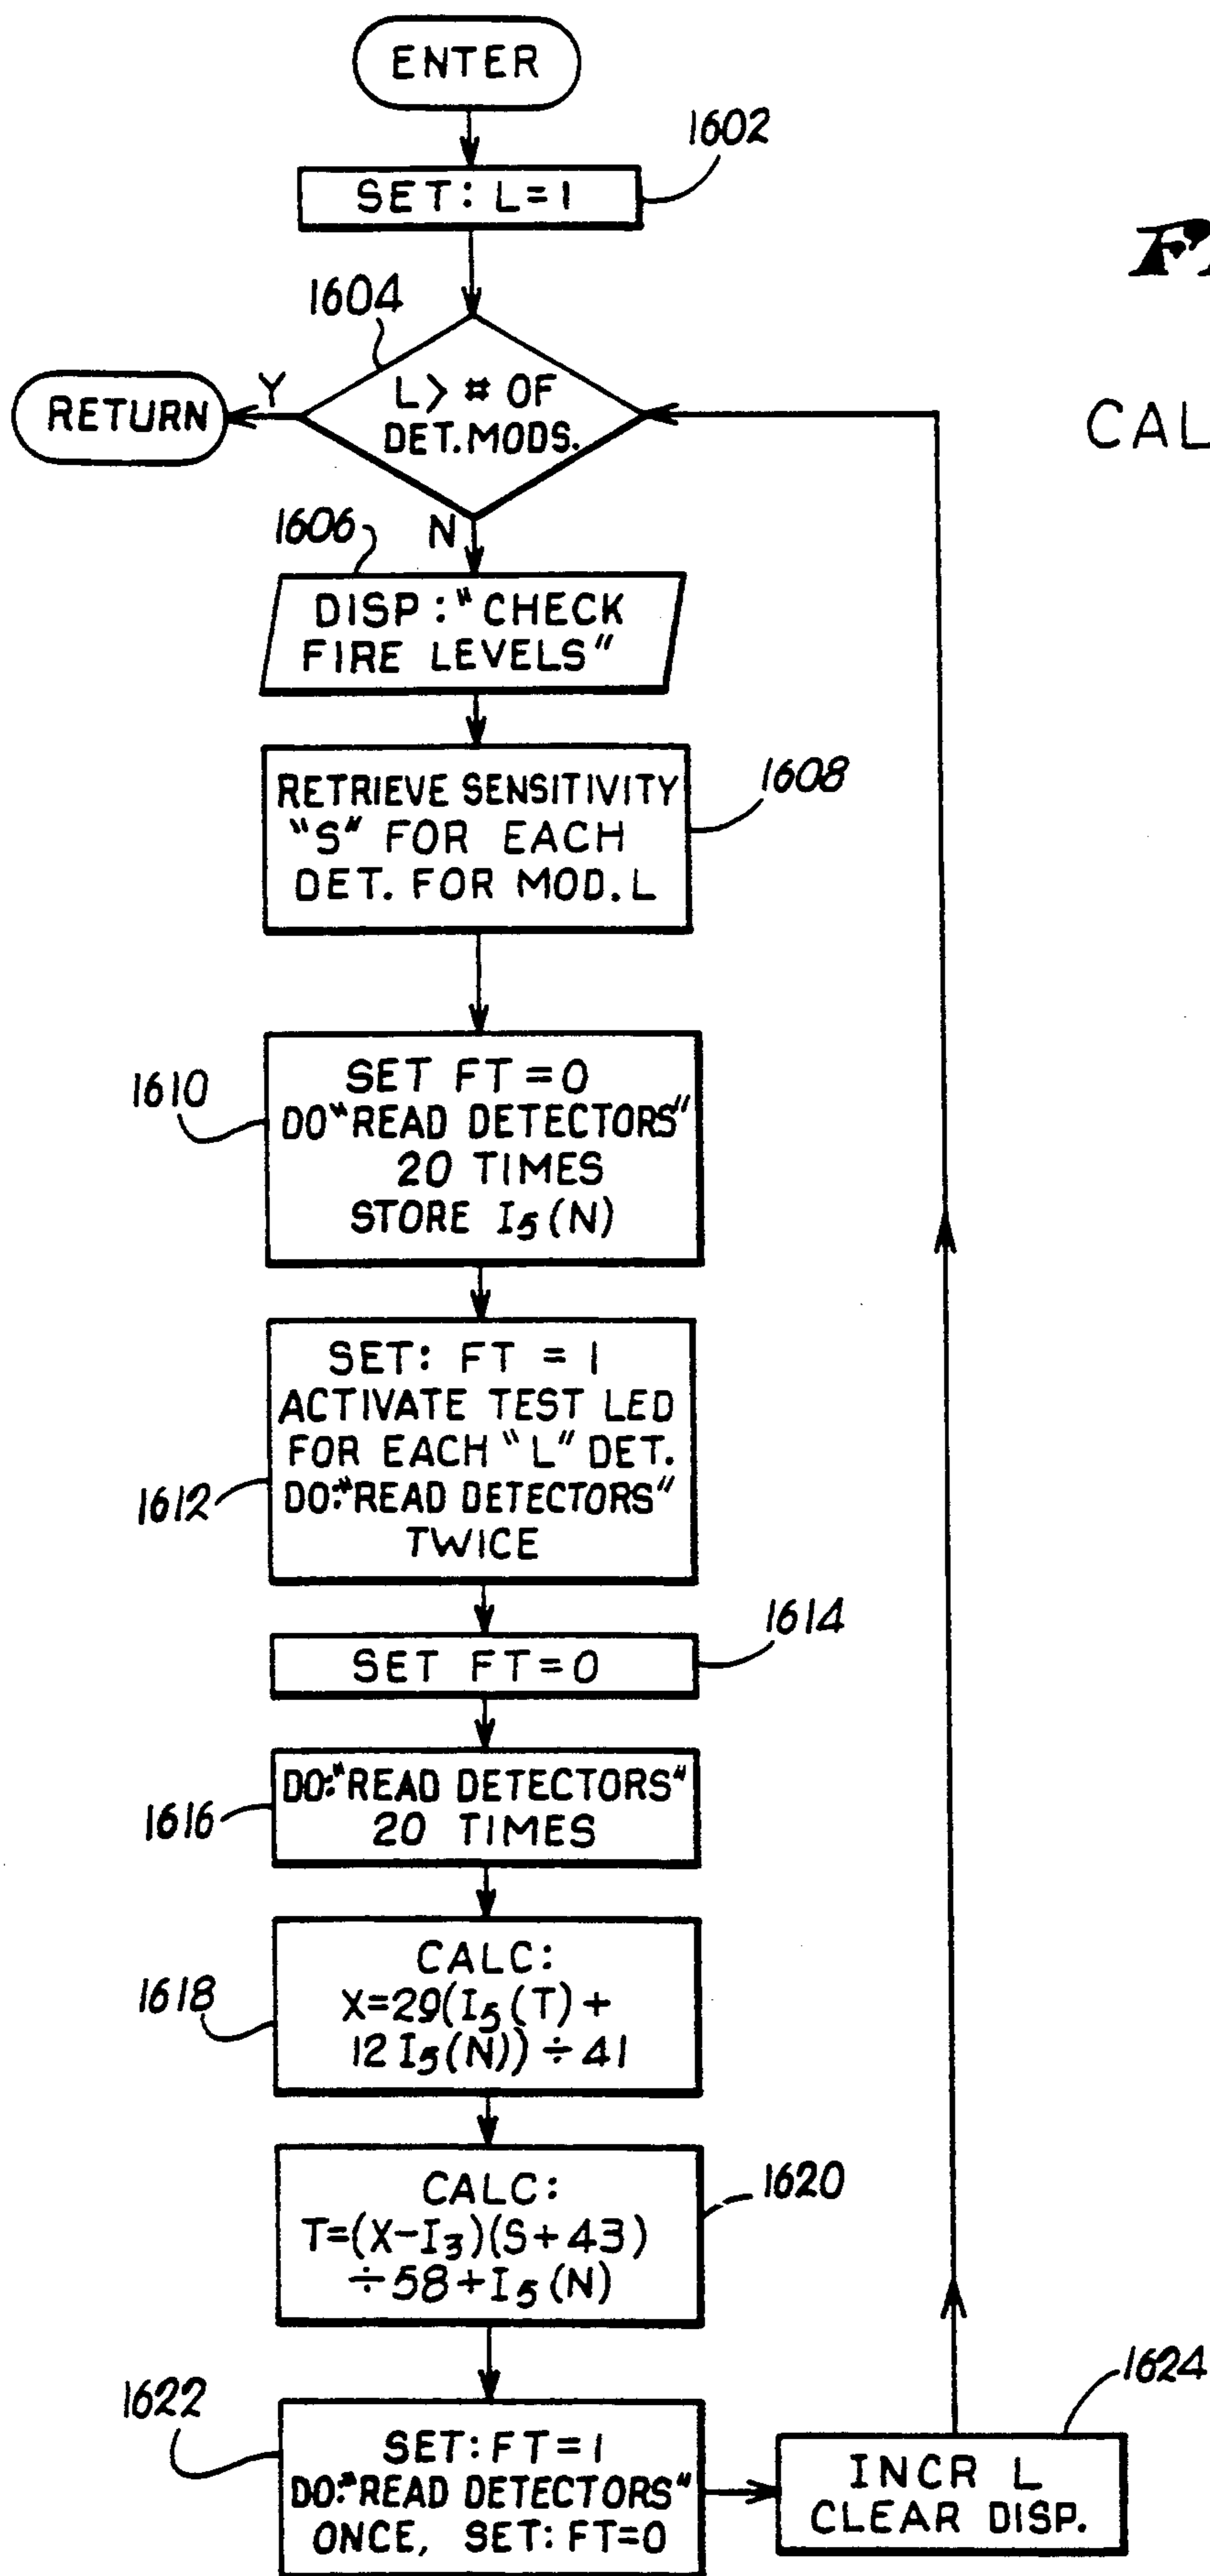 ENTER
1602
SET: L=1
1604
RETURN
Y
L> # OF
DET. MODS.
CAL
N
1606
DISP: "CHECK
FIRE LEVELS"
1608
RETRIEVE SENSITIVITY
"S" FOR EACH
DET. FOR MOD. L
1610
SET FT=0
DO "READ DETECTORS"
20 TIMES
STORE I5(N)
1612
SET: FT = 1
ACTIVATE TEST LED
FOR EACH "L" DET.
DO: "READ DETECTORS"
TWICE
1614
SET FT=0
1616
DO: "READ DETECTORS"
20 TIMES
1618
CALC:
X=29(I5(T)+
12 I5(N)) ÷ 41
1620
CALC:
T=(X-I3)(S+43)
÷58+I5(N)
1622
SET: FT=1
DO: "READ DETECTORS"
ONCE, SET: FT=0
1624
INCR L
CLEAR DISP.